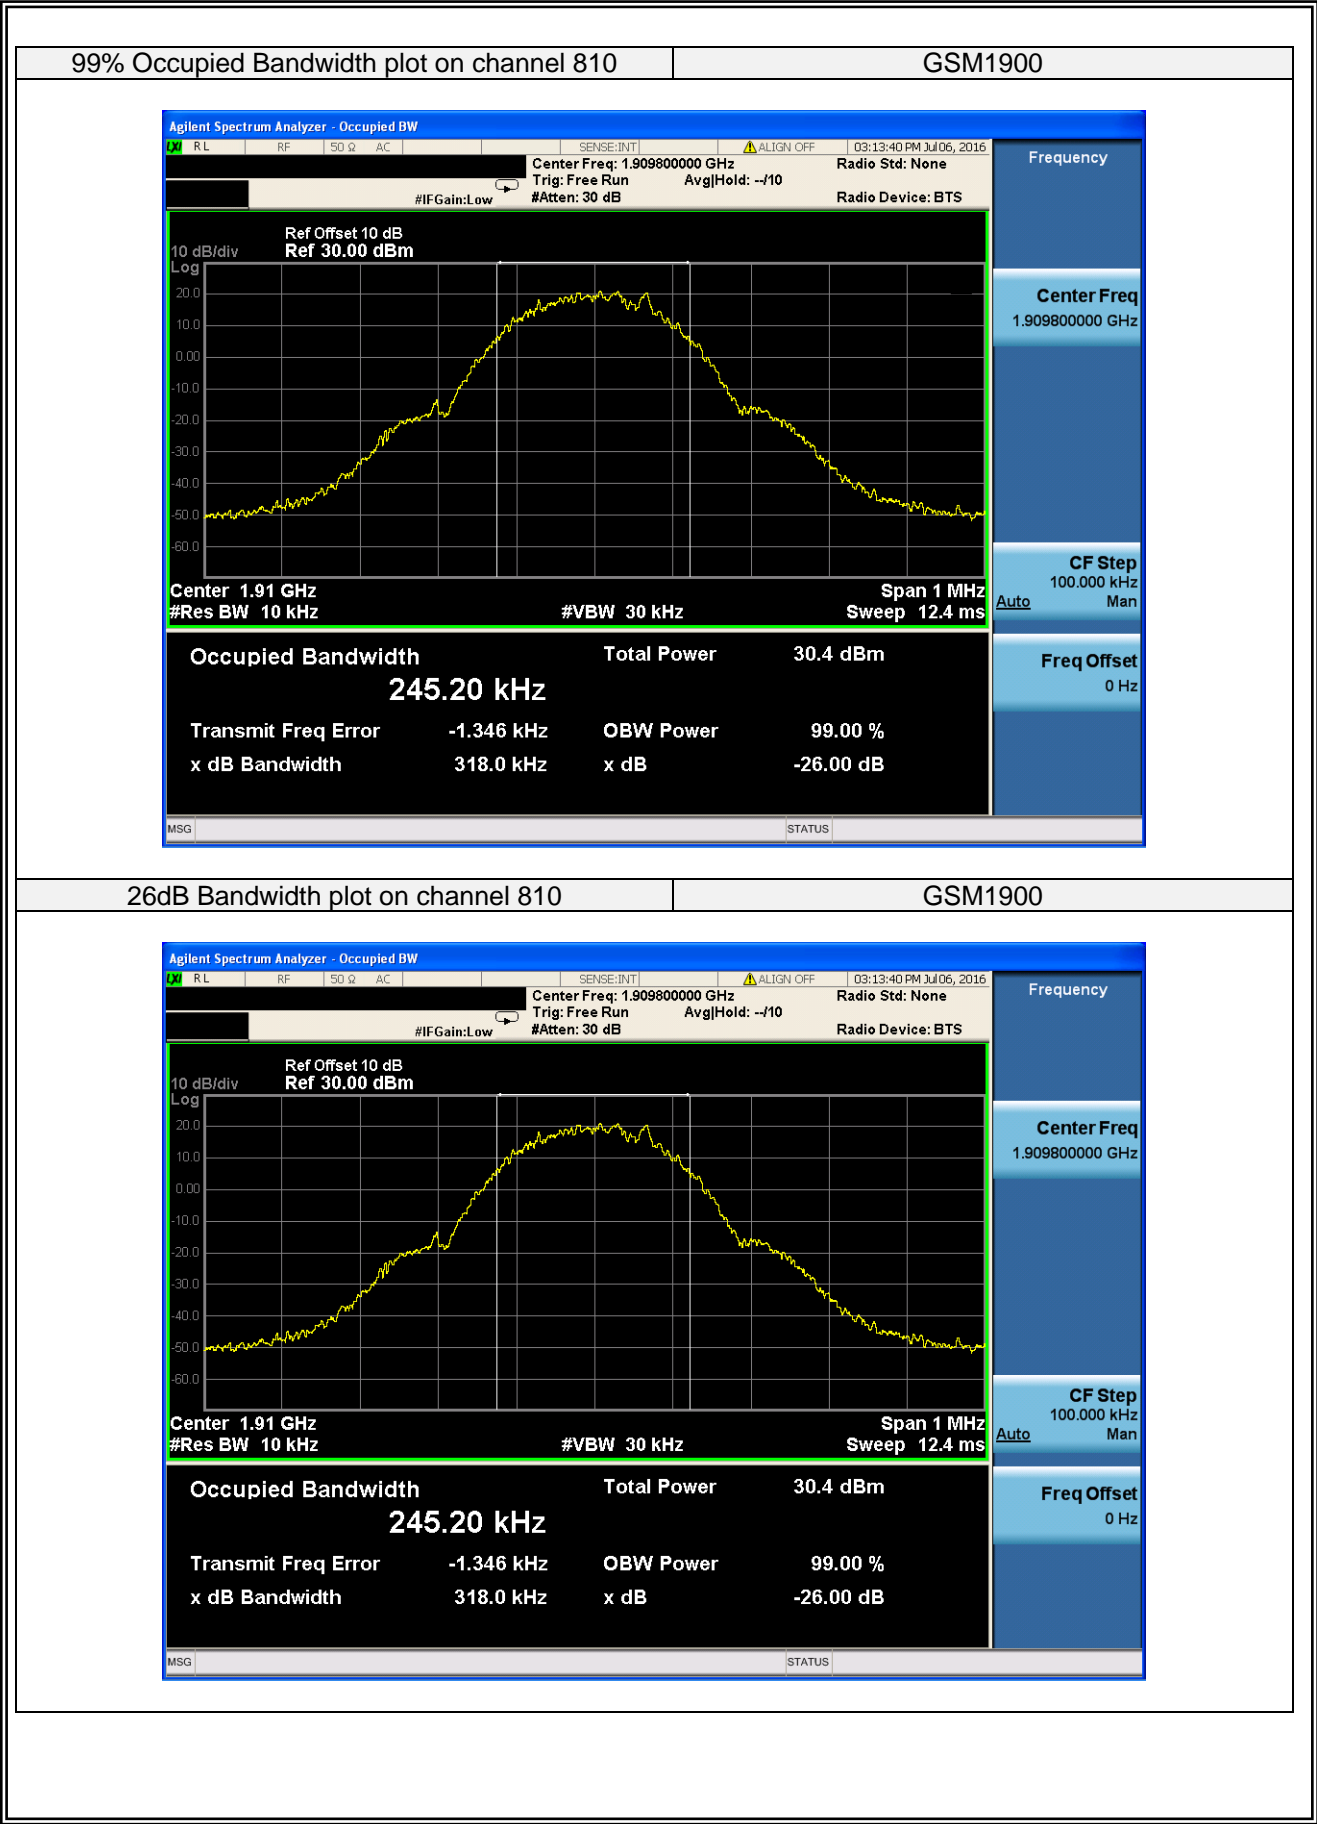 99% Occupied Bandwidth plot on channel 810 GSM1900
Agilent Spectrum Analyzer - Occupied BW
LXI RL RF 50 Ω AC SENSE:INT ALIGN OFF 03:13:40 PM Jul 06, 2016
Center Freq: 1.909800000 GHz Radio Std: None
Trig: Free Run Avg|Hold: --/10
#IFGain:Low #Atten: 30 dB Radio Device: BTS
Frequency
Ref Offset 10 dB
10 dB/div Ref 30.00 dBm
Log
20.0
10.0
0.00
-10.0
-20.0
-30.0
-40.0
-50.0
-60.0
Center 1.91 GHz Span 1 MHz
#Res BW 10 kHz #VBW 30 kHz Sweep 12.4 ms
Center Freq
1.909800000 GHz
CF Step
100.000 kHz
Auto Man
Freq Offset
0 Hz
Occupied Bandwidth Total Power 30.4 dBm
245.20 kHz
Transmit Freq Error -1.346 kHz OBW Power 99.00 %
x dB Bandwidth 318.0 kHz x dB -26.00 dB
MSG STATUS
26dB Bandwidth plot on channel 810 GSM1900
Agilent Spectrum Analyzer - Occupied BW
LXI RL RF 50 Ω AC SENSE:INT ALIGN OFF 03:13:40 PM Jul 06, 2016
Center Freq: 1.909800000 GHz Radio Std: None
Trig: Free Run Avg|Hold: --/10
#IFGain:Low #Atten: 30 dB Radio Device: BTS
Frequency
Ref Offset 10 dB
10 dB/div Ref 30.00 dBm
Log
20.0
10.0
0.00
-10.0
-20.0
-30.0
-40.0
-50.0
-60.0
Center 1.91 GHz Span 1 MHz
#Res BW 10 kHz #VBW 30 kHz Sweep 12.4 ms
Center Freq
1.909800000 GHz
CF Step
100.000 kHz
Auto Man
Freq Offset
0 Hz
Occupied Bandwidth Total Power 30.4 dBm
245.20 kHz
Transmit Freq Error -1.346 kHz OBW Power 99.00 %
x dB Bandwidth 318.0 kHz x dB -26.00 dB
MSG STATUS